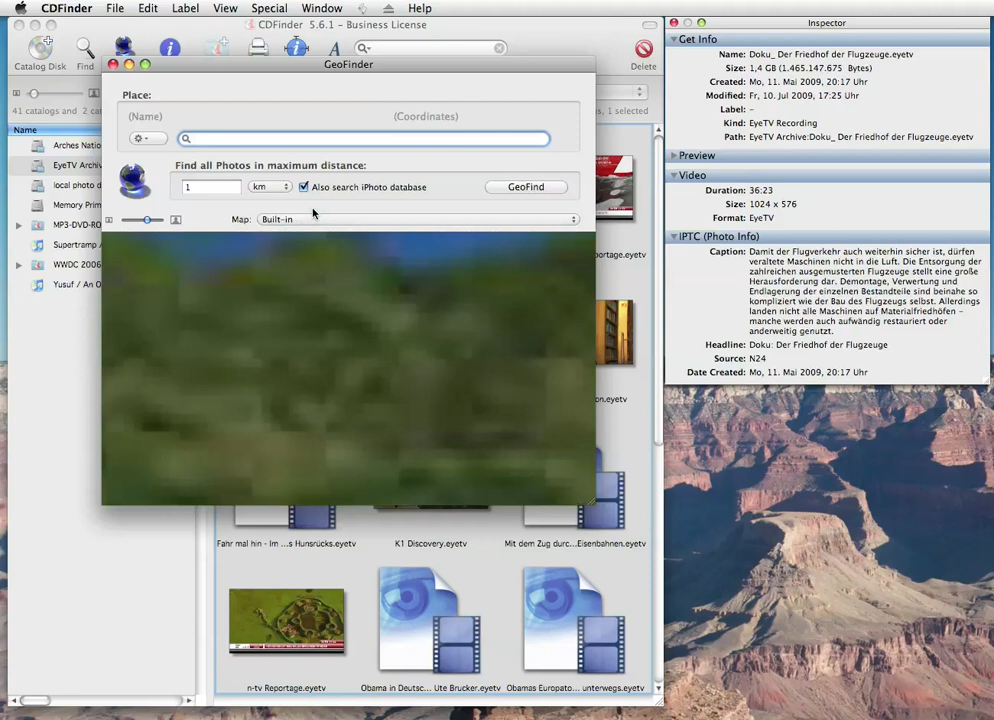 CDFinder File Edit Label View Special Window Help
CDFinder 5.6.1 – Business License
Catalog Disk
Find
Delete
41 catalogs and 2 ca
s, 1 selected
Name
Arches Natio
EyeTV Archiv
local photo d
Memory Prim
MP3-DVD-RO
Supertramp /
WWDC 2006
Yusuf / An O
GeoFinder
Place:
(Name) (Coordinates)
Find all Photos in maximum distance:
1 km Also search iPhoto database GeoFind
Map: Built-in
portage.eyetv
on.eyetv
Fahr mal hin - Im ...s Hunsrücks.eyetv
K1 Discovery.eyetv
Mit dem Zug durc...Eisenbahnen.eyetv
n-tv Reportage.eyetv
Obama in Deutsc... Ute Brucker.eyetv
Obamas Europato... unterwegs.eyetv
Inspector
Get Info
Name: Doku_ Der Friedhof der Flugzeuge.eyetv
Size: 1,4 GB (1.465.147.675 Bytes)
Created: Mo, 11. Mai 2009, 20:17 Uhr
Modified: Fr, 10. Jul 2009, 17:25 Uhr
Label: –
Kind: EyeTV Recording
Path: EyeTV Archive:Doku_ Der Friedhof der Flugzeuge.eyetv
Preview
Video
Duration: 36:23
Size: 1024 x 576
Format: EyeTV
IPTC (Photo Info)
Caption: Damit der Flugverkehr auch weiterhin sicher ist, dürfen
veraltete Maschinen nicht in die Luft. Die Entsorgung der
zahlreichen ausgemusterten Flugzeuge stellt eine große
Herausforderung dar. Demontage, Verwertung und
Endlagerung der einzelnen Bestandteile sind beinahe so
kompliziert wie der Bau des Flugzeugs selbst. Allerdings
landen nicht alle Maschinen auf Materialfriedhöfen –
manche werden auch aufwändig restauriert oder
anderweitig genutzt.
Headline: Doku: Der Friedhof der Flugzeuge
Source: N24
Date Created: Mo, 11. Mai 2009, 20:17 Uhr